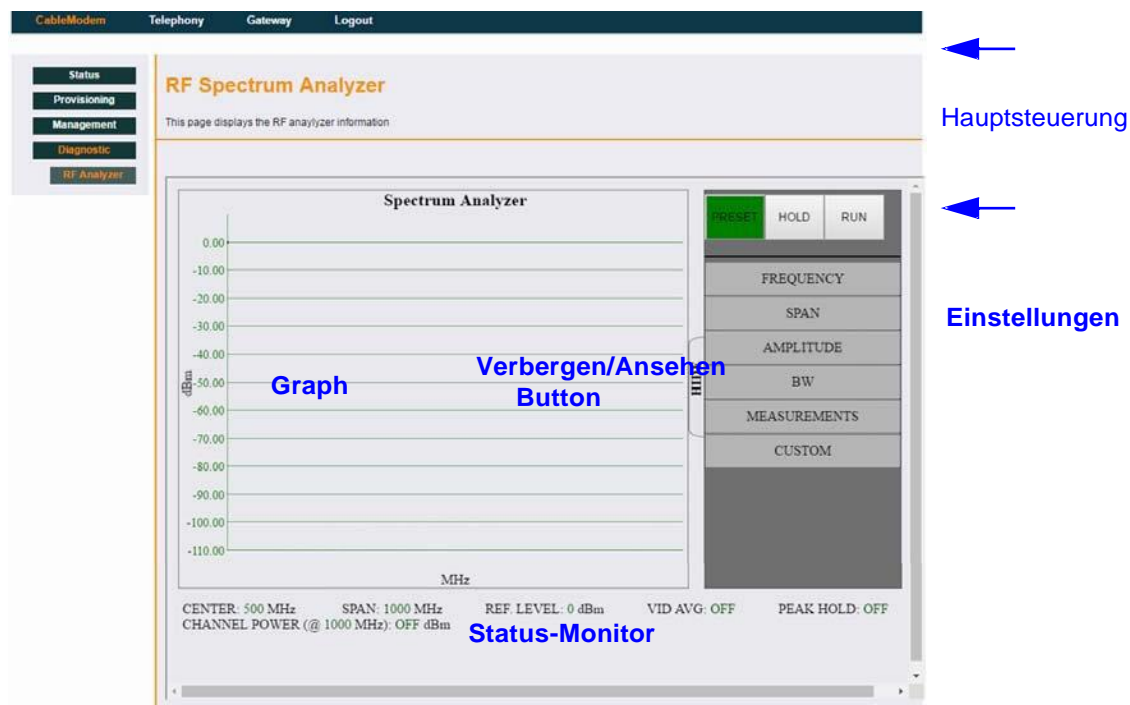 CableModem Telephony Gateway Logout
Status
Provisioning
Management
Diagnostic
RF Analyzer
RF Spectrum Analyzer
This page displays the RF anaylyzer information
Hauptsteuerung
Spectrum Analyzer
PRESET HOLD RUN
0.00
-10.00
-20.00
-30.00
-40.00
-50.00
-60.00
-70.00
-80.00
-90.00
-100.00
-110.00
dBm
MHz
Graph
Verbergen/Ansehen
Button
FREQUENCY
SPAN
AMPLITUDE
BW
MEASUREMENTS
CUSTOM
Einstellungen
CENTER: 500 MHz SPAN: 1000 MHz REF. LEVEL: 0 dBm VID AVG: OFF PEAK HOLD: OFF
CHANNEL POWER (@ 1000 MHz): OFF dBm
Status-Monitor